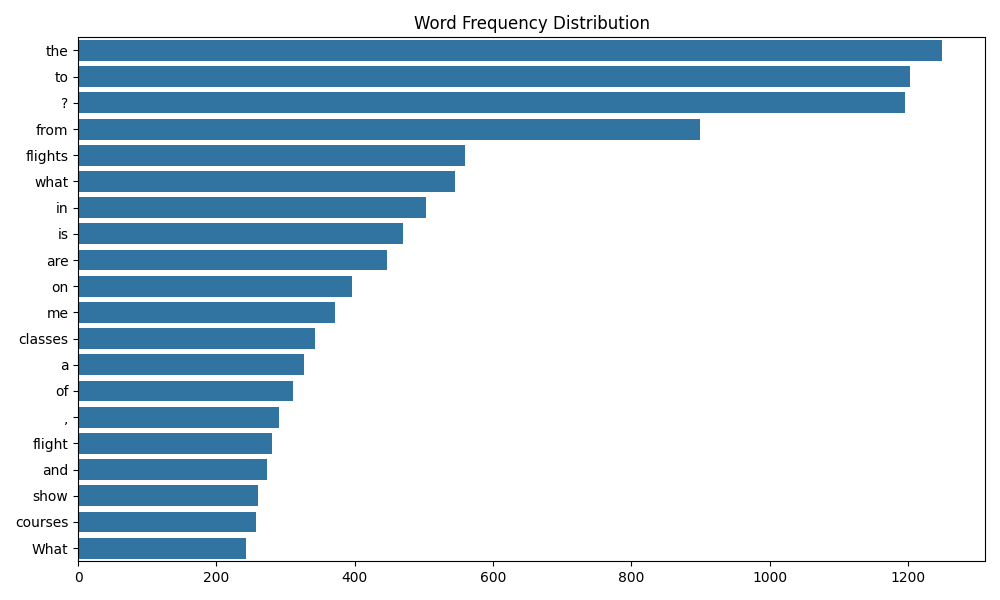 Word Frequency Distribution
the
to
?
from
flights
what
in
is
are
on
me
classes
a
of
,
flight
and
show
courses
What
0 200 400 600 800 1000 1200